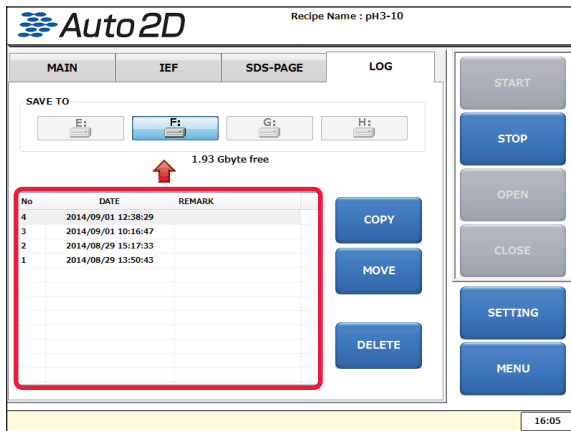 Auto 2D
Recipe Name : pH3-10
MAIN IEF SDS-PAGE LOG
SAVE TO
E: F: G: H:
1.93 Gbyte free
No DATE REMARK
4 2014/09/01 12:38:29
3 2014/09/01 10:16:47
2 2014/08/29 15:17:33
1 2014/08/29 13:50:43
COPY
MOVE
DELETE
START
STOP
OPEN
CLOSE
SETTING
MENU
16:05